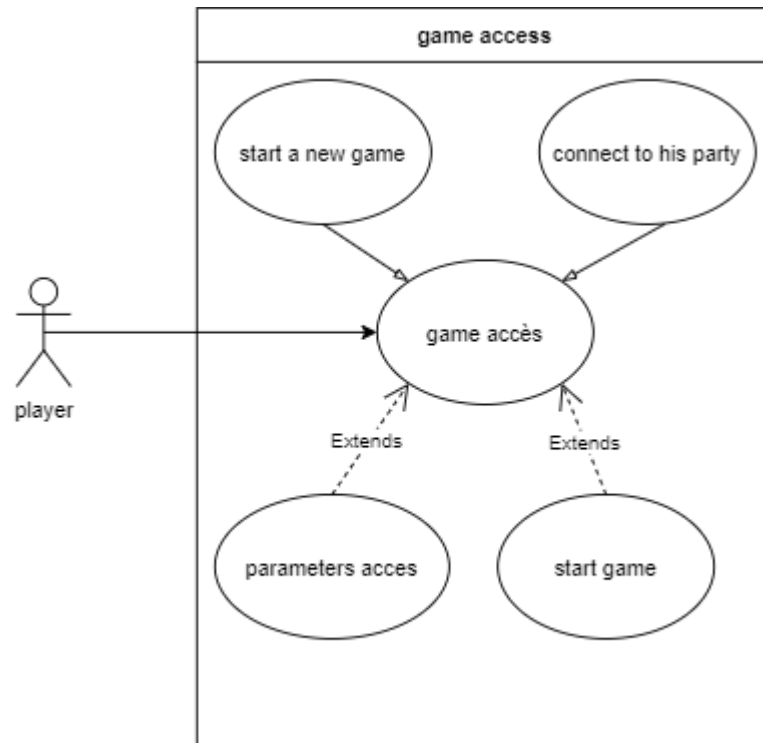 game access
start a new game
connect to his party
game accès
player
Extends
Extends
parameters acces
start game